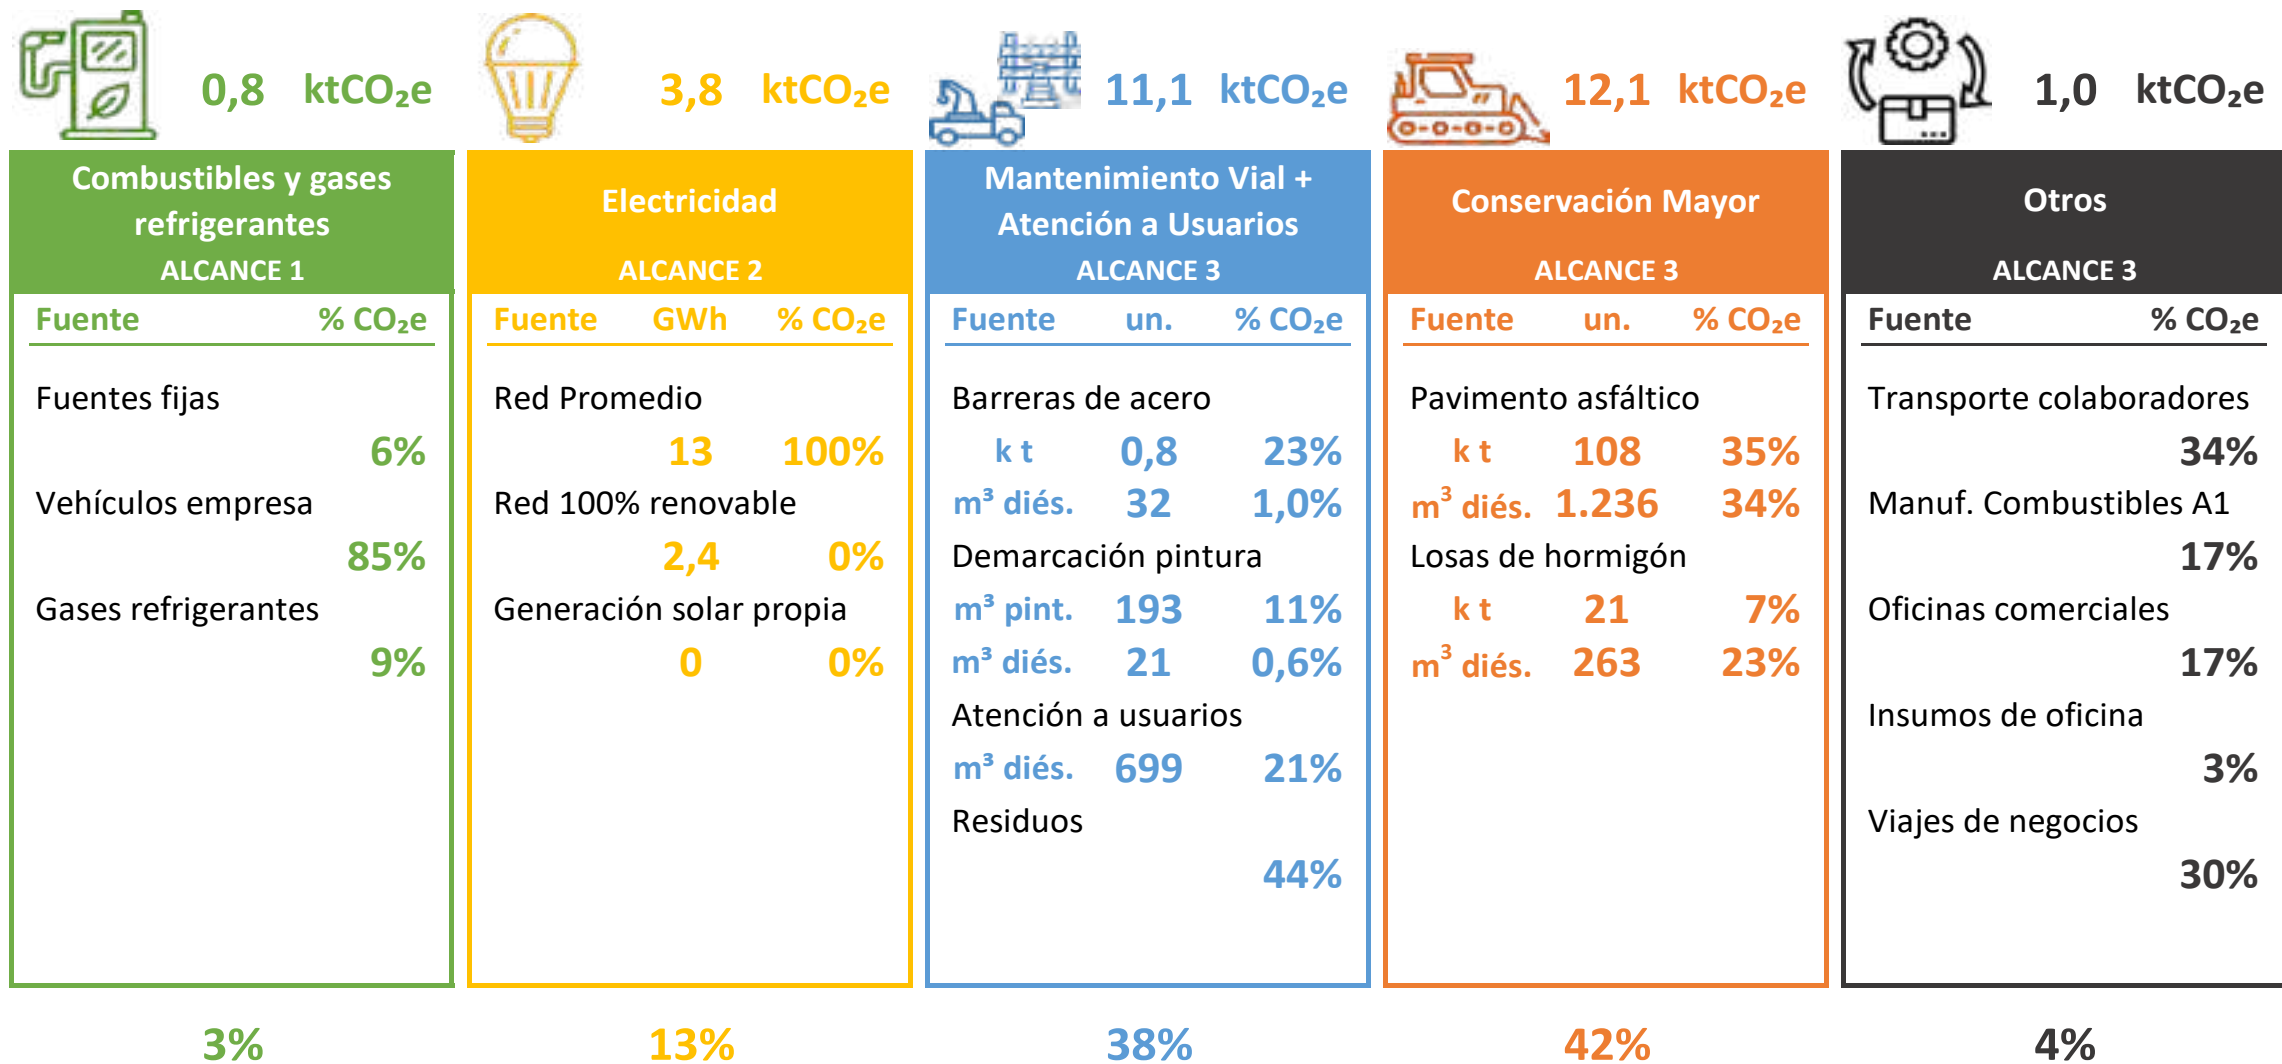 0,8 ktCO₂e
Combustibles y gases
refrigerantes
ALCANCE 1
Fuente % CO₂e
Fuentes fijas
6%
Vehículos empresa
85%
Gases refrigerantes
9%
3%
3,8 ktCO₂e
Electricidad
ALCANCE 2
Fuente GWh % CO₂e
Red Promedio
13 100%
Red 100% renovable
2,4 0%
Generación solar propia
0 0%
13%
11,1 ktCO₂e
Mantenimiento Vial +
Atención a Usuarios
ALCANCE 3
Fuente un. % CO₂e
Barreras de acero
k t 0,8 23%
m³ diés. 32 1,0%
Demarcación pintura
m³ pint. 193 11%
m³ diés. 21 0,6%
Atención a usuarios
m³ diés. 699 21%
Residuos
44%
38%
12,1 ktCO₂e
Conservación Mayor
ALCANCE 3
Fuente un. % CO₂e
Pavimento asfáltico
k t 108 35%
m³ diés. 1.236 34%
Losas de hormigón
k t 21 7%
m³ diés. 263 23%
42%
1,0 ktCO₂e
Otros
ALCANCE 3
Fuente % CO₂e
Transporte colaboradores
34%
Manuf. Combustibles A1
17%
Oficinas comerciales
17%
Insumos de oficina
3%
Viajes de negocios
30%
4%